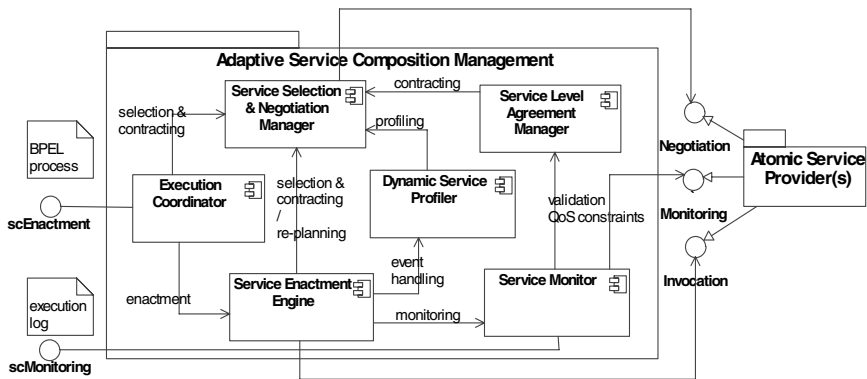 Adaptive Service Composition Management
Service Selection
& Negotiation
Manager
contracting
Service Level
Agreement
Manager
selection &
contracting
profiling
BPEL
process
Negotiation
Atomic Service
Provider(s)
Execution
Coordinator
selection &
contracting
/
re-planning
Dynamic Service
Profiler
validation
QoS constraints
Monitoring
scEnactment
event
handling
Invocation
enactment
Service Enactment
Engine
Service Monitor
execution
log
monitoring
scMonitoring